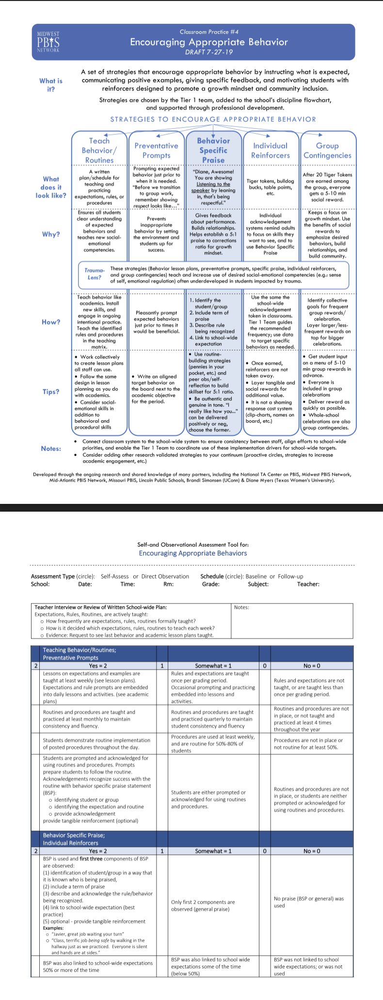 MIDWEST
PBIS
NETWORK
Classroom Practice #4
Encouraging Appropriate Behavior
DRAFT 7-27-19
What is
it?
A set of strategies that encourage appropriate behavior by instructing what is expected,
communicating positive examples, giving specific feedback, and motivating students with
reinforcers designed to promote a growth mindset and community inclusion.
Strategies are chosen by the Tier 1 team, added to the school's discipline flowchart,
and supported through professional development.
STRATEGIES TO ENCOURAGE APPROPRIATE BEHAVIOR
Teach
Behavior/
Routines
Preventative
Prompts
Behavior
Specific
Praise
Individual
Reinforcers
Group
Contingencies
What
does it
look like?
A written
plan/schedule for
teaching and
practicing
expectations, rules, or
procedures
Prompting expected
behavior just prior to
when it is needed.
"Before we transition
to group work,
remember showing
respect looks like…"
"Diane, Awesome!
You are showing
Listening to the
speaker by leaning
in, that's being
respectful."
Tiger tokens, bulldog
bucks, table points,
etc.
After 20 Tiger Tokens
are earned among
the group, everyone
gets a 5-10 min
social reward.
Why?
Ensures all students
clear understanding
of expected
behaviors and
teaches new social-
emotional
competencies.
Prevents
inappropriate
behavior by setting
the environment and
students up for
success.
Gives feedback
about performance.
Builds relationships.
Helps establish a 5:1
praise to corrections
ratio for growth
mindset.
Individual
acknowledgement
systems remind adults
to focus on skills they
want to see, and to
use Behavior Specific
Praise
Keeps a focus on
growth mindset. Use
the benefits of social
rewards to
emphasize desired
behaviors, build
relationships, and
build community.
Trauma-
Lens?
These strategies (Behavior lesson plans, preventative prompts, specific praise, individual reinforcers,
and group contingencies) teach and increase use of desired social-emotional competencies (e.g.: sense
of self, emotional regulation) often underdeveloped in students impacted by trauma.
How?
Teach behavior like
academics. Install
new skills, and
engage in ongoing
intentional practice.
Teach the identified
rules and procedures
in the teaching
matrix.
Pleasantly prompt
expected behaviors
just prior to times it
would be beneficial.
1. Identify the
student/group
2. Include term of
praise
3. Describe rule
being recognized
4. Link to school-wide
expectation
Use the same the
school-wide
acknowledgement
token in classrooms.
Tier 1 Team guides
the recommended
frequency; use data
to target specific
behaviors as needed.
Identify collective
goals for frequent
group rewards/
celebration.
Layer larger/less-
frequent rewards on
top for bigger
celebrations.
Tips?
• Work collectively
to create lesson plans
all staff can use.
• Follow the same
design in lesson
planning as you do
with academics.
• Consider social-
emotional skills in
addition to
behavioral and
procedural skills
• Write an aligned
target behavior on
the board next to the
academic objective
for the period.
• Use routine-
building strategies
(pennies in your
pocket, etc.) and
peer obs/self-
reflection to build
skillset for 5:1 ratio.
• Be authentic and
genuine in tone. "I
really like how you…"
can be delivered
positively or neg,
choose the former.
• Once earned,
reinforcers are not
taken away.
• Layer tangible and
social rewards for
additional value.
• It is not a shaming
response cost system
(clip-charts, names on
board, etc.)
• Get student input
on a menu of 5-10
min group rewards in
advance.
• Everyone is
included in group
celebrations
• Deliver reward as
quickly as possible.
• Whole-school
celebrations are also
group contingencies.
Notes:
• Connect classroom system to the school-wide system to: ensure consistency between staff, align efforts to school-wide
priorities, and enable the Tier 1 Team to coordinate use of these implementation drivers for school-wide targets.
• Consider adding other research validated strategies to your continuum (proactive circles, strategies to increase
academic engagement, etc.)
Developed through the ongoing research and shared knowledge of many partners, including the National TA Center on PBIS, Midwest PBIS Network,
Mid-Atlantic PBIS Network, Missouri PBIS, Lincoln Public Schools, Brandi Simonsen (UConn) & Diane Myers (Texas Women's University).
Self-and Observational Assessment Tool for:
Encouraging Appropriate Behaviors
Assessment Type (circle): Self-Assess or Direct Observation Schedule (circle): Baseline or Follow-up
School: Date: Time: Rm: Grade: Subject: Teacher:
Teacher Interview or Review of Written School-wide Plan:
Expectations, Rules, Routines, are actively taught:
o How frequently are expectations, rules, routines formally taught?
o How is it decided which expectations, rules, routines to teach each week?
o Evidence: Request to see last behavior and academic lesson plans taught.
Notes:
Teaching Behavior/Routines;
Preventative Prompts
2 Yes = 2 1 Somewhat = 1 0 No = 0
Lessons on expectations and examples are
taught at least weekly (see lesson plans).
Expectations and rule prompts are embedded
into daily lessons and activities. (see academic
plans)
Rules and expectations are taught
once per grading period.
Occasional prompting and practicing
embedded into lessons and
activities.
Rules and expectations are not
taught, or are taught less than
once per grading period.
Routines and procedures are taught and
practiced at least monthly to maintain
consistency and fluency.
Routines and procedures are taught
and practiced quarterly to maintain
student consistency and fluency
Routines and procedures are not
in place, or not taught and
practiced at least 4 times
throughout the year
Students demonstrate routine implementation
of posted procedures throughout the day.
Procedures are used at least weekly,
and are routine for 50%-80% of
students
Procedures are not in place or
not routine for at least 50%.
Students are prompted and acknowledged for
using routines and procedures. Prompts
prepare students to follow the routine.
Acknowledgements recognize success with the
routine with behavior specific praise statement
(BSP):
o identifying student or group
o identifying the expectation and routine
o provide acknowledgement
provide tangible reinforcement (optional)
Students are either prompted or
acknowledged for using routines
and procedures.
Routines and procedures are not
in place, or students are neither
prompted or acknowledged for
using routines and procedures.
Behavior Specific Praise;
Individual Reinforcers
2 Yes = 2 1 Somewhat = 1 0 No = 0
BSP is used and first three components of BSP
are observed:
(1) identification of student/group in a way that
it is known who is being praised,
(2) include a term of praise
(3) describe and acknowledge the rule/behavior
being recognized.
(4) link to school-wide expectation (best
practice)
(5) optional - provide tangible reinforcement
Examples:
o "Javier, great job waiting your turn"
o "Class, terrific job being safe by walking in the
hallway just as we practiced. Everyone is silent
and hands are at sides."
Only first 2 components are
observed (general praise)
No praise (BSP or general) was
used
BSP was also linked to school-wide expectations
50% or more of the time
BSP was also linked to school wide
expectations some of the time
(below 50%)
BSP was not linked to school
wide expectations; or was not
used